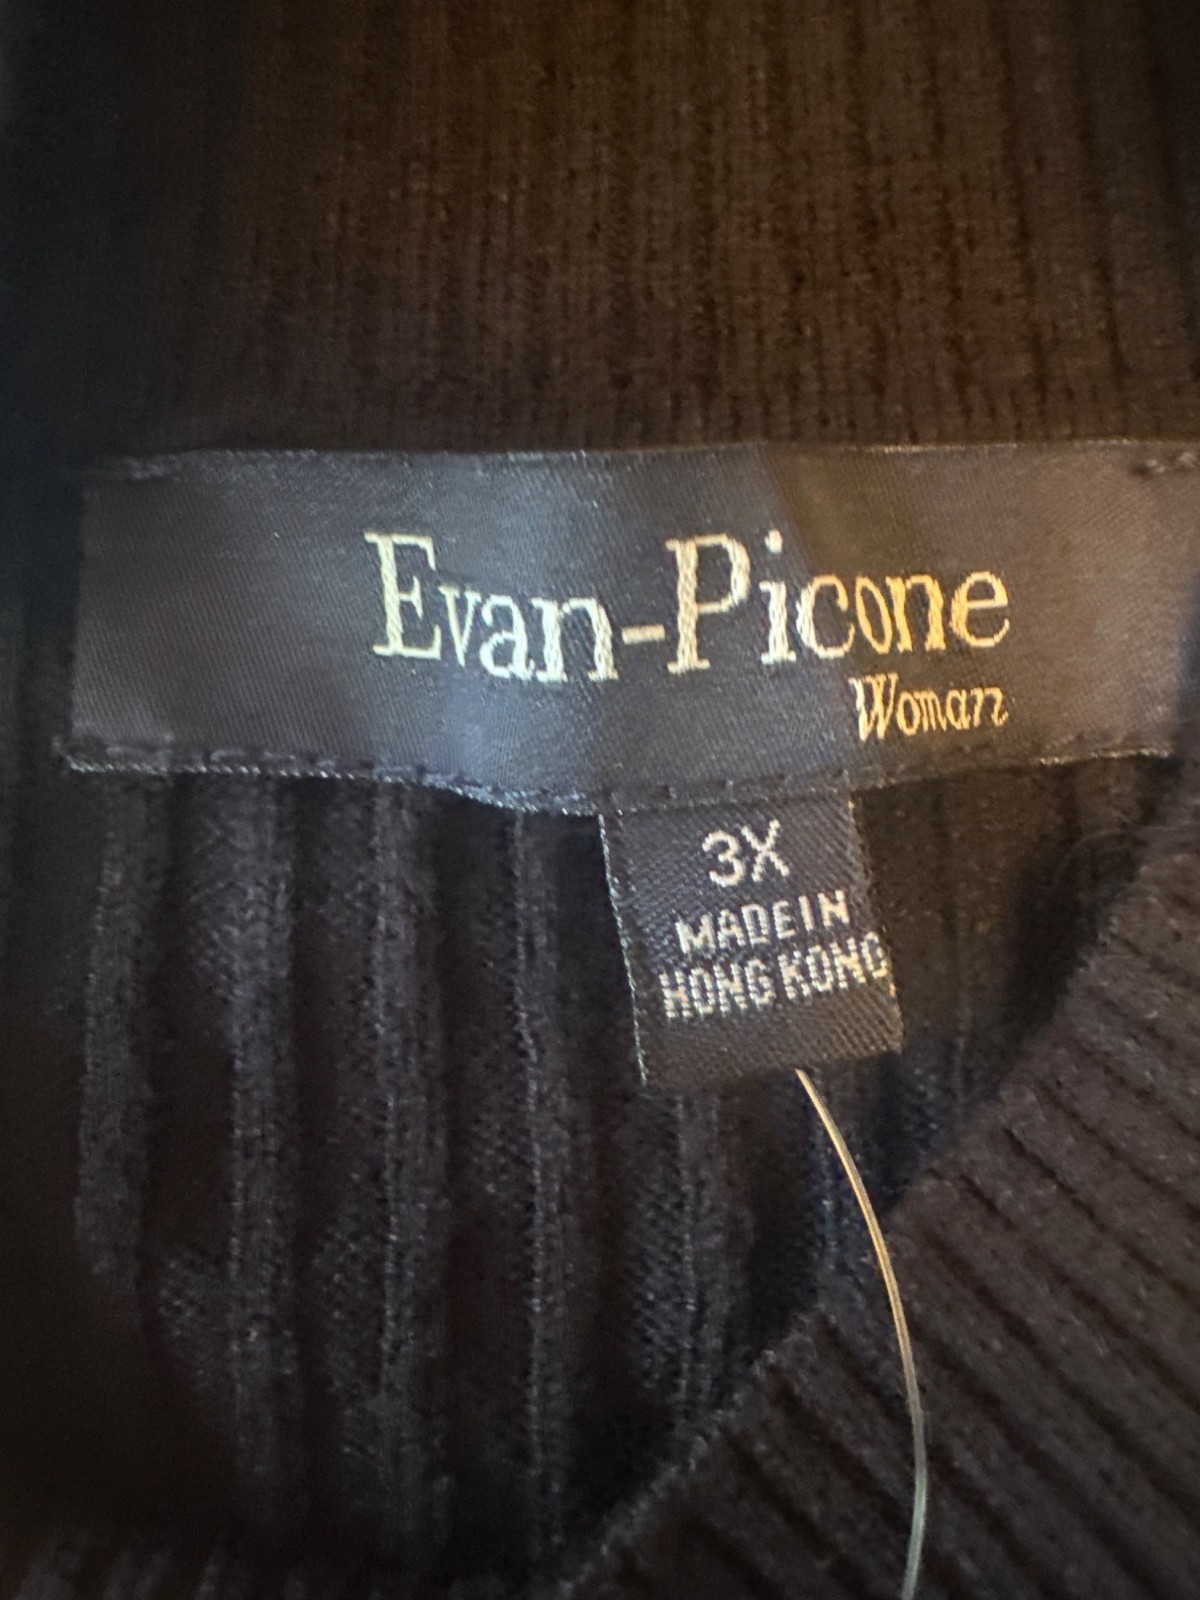 Evan-Picone
Woman
3X
MADE IN
HONG KONG